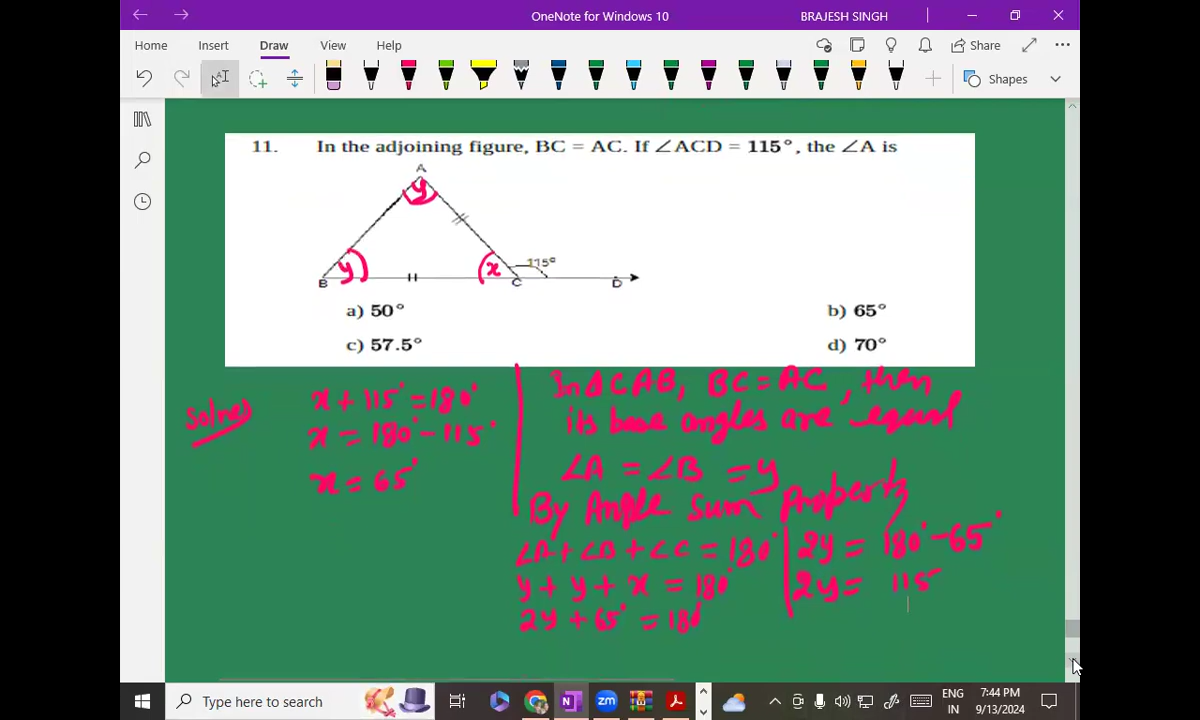 OneNote for Windows 10
BRAJESH SINGH
Home Insert Draw View Help
Share
Shapes
11. In the adjoining figure, BC = AC. If ∠ACD = 115°, the ∠A is
A
y
y
x
115°
B
C
D
a) 50°
b) 65°
c) 57.5°
d) 70°
x + 115° = 180°
x = 180° - 115°
x = 65°
In Δ CAB, BC = AC, then
its base angles are equal
∠A = ∠B = y
By Angle Sum Property
∠A + ∠B + ∠C = 180°
y + y + x = 180°
2y + 65° = 180°
2y = 180° - 65°
2y = 115
Type here to search
ENG
IN
7:44 PM
9/13/2024